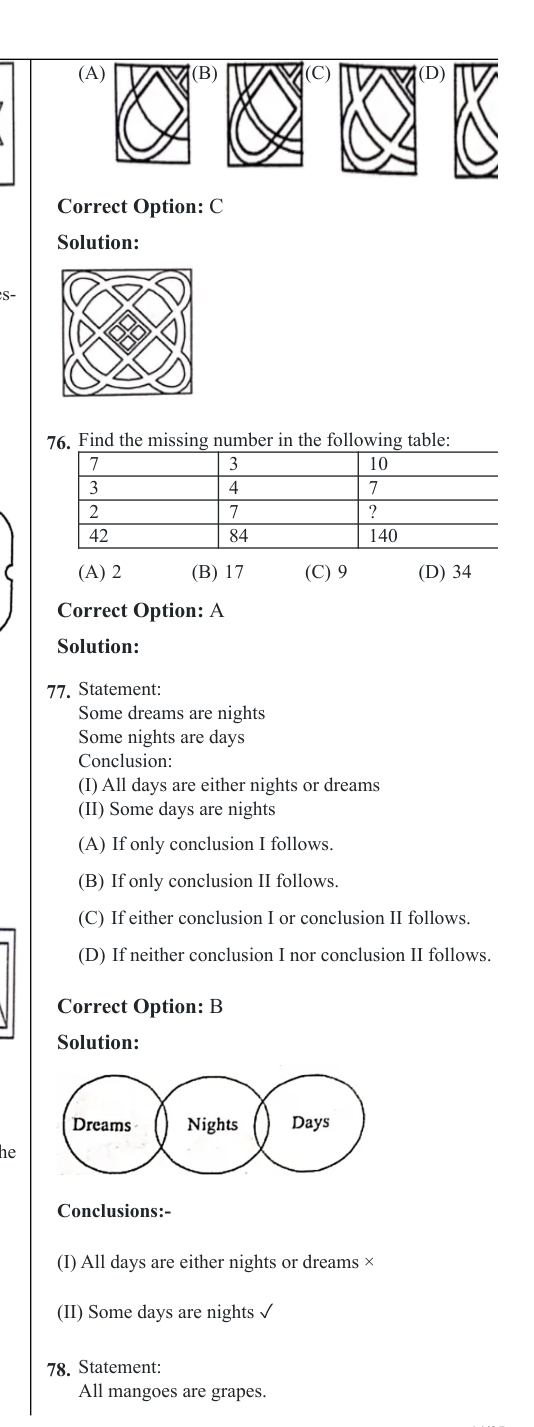 es-
he
(A) (B) (C) (D)
Correct Option: C
Solution:
76. Find the missing number in the following table:
7 3 10
3 4 7
2 7 ?
42 84 140
(A) 2 (B) 17 (C) 9 (D) 34
Correct Option: A
Solution:
77. Statement:
Some dreams are nights
Some nights are days
Conclusion:
(I) All days are either nights or dreams
(II) Some days are nights
(A) If only conclusion I follows.
(B) If only conclusion II follows.
(C) If either conclusion I or conclusion II follows.
(D) If neither conclusion I nor conclusion II follows.
Correct Option: B
Solution:
Dreams Nights Days
Conclusions:-
(I) All days are either nights or dreams ×
(II) Some days are nights ✓
78. Statement:
All mangoes are grapes.